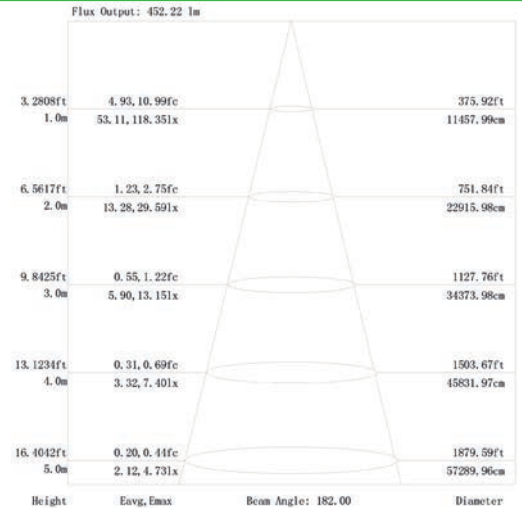 Flux Output: 452.22 lm
3.2808ft 4.93,10.99fc 375.92ft
1.0m 53.11,118.35lx 11457.99cm
6.5617ft 1.23,2.75fc 751.84ft
2.0m 13.28,29.59lx 22915.98cm
9.8425ft 0.55,1.22fc 1127.76ft
3.0m 5.90,13.15lx 34373.98cm
13.1234ft 0.31,0.69fc 1503.67ft
4.0m 3.32,7.40lx 45831.97cm
16.4042ft 0.20,0.44fc 1879.59ft
5.0m 2.12,4.73lx 57289.96cm
Height Eavg,Emax Beam Angle: 182.00 Diameter